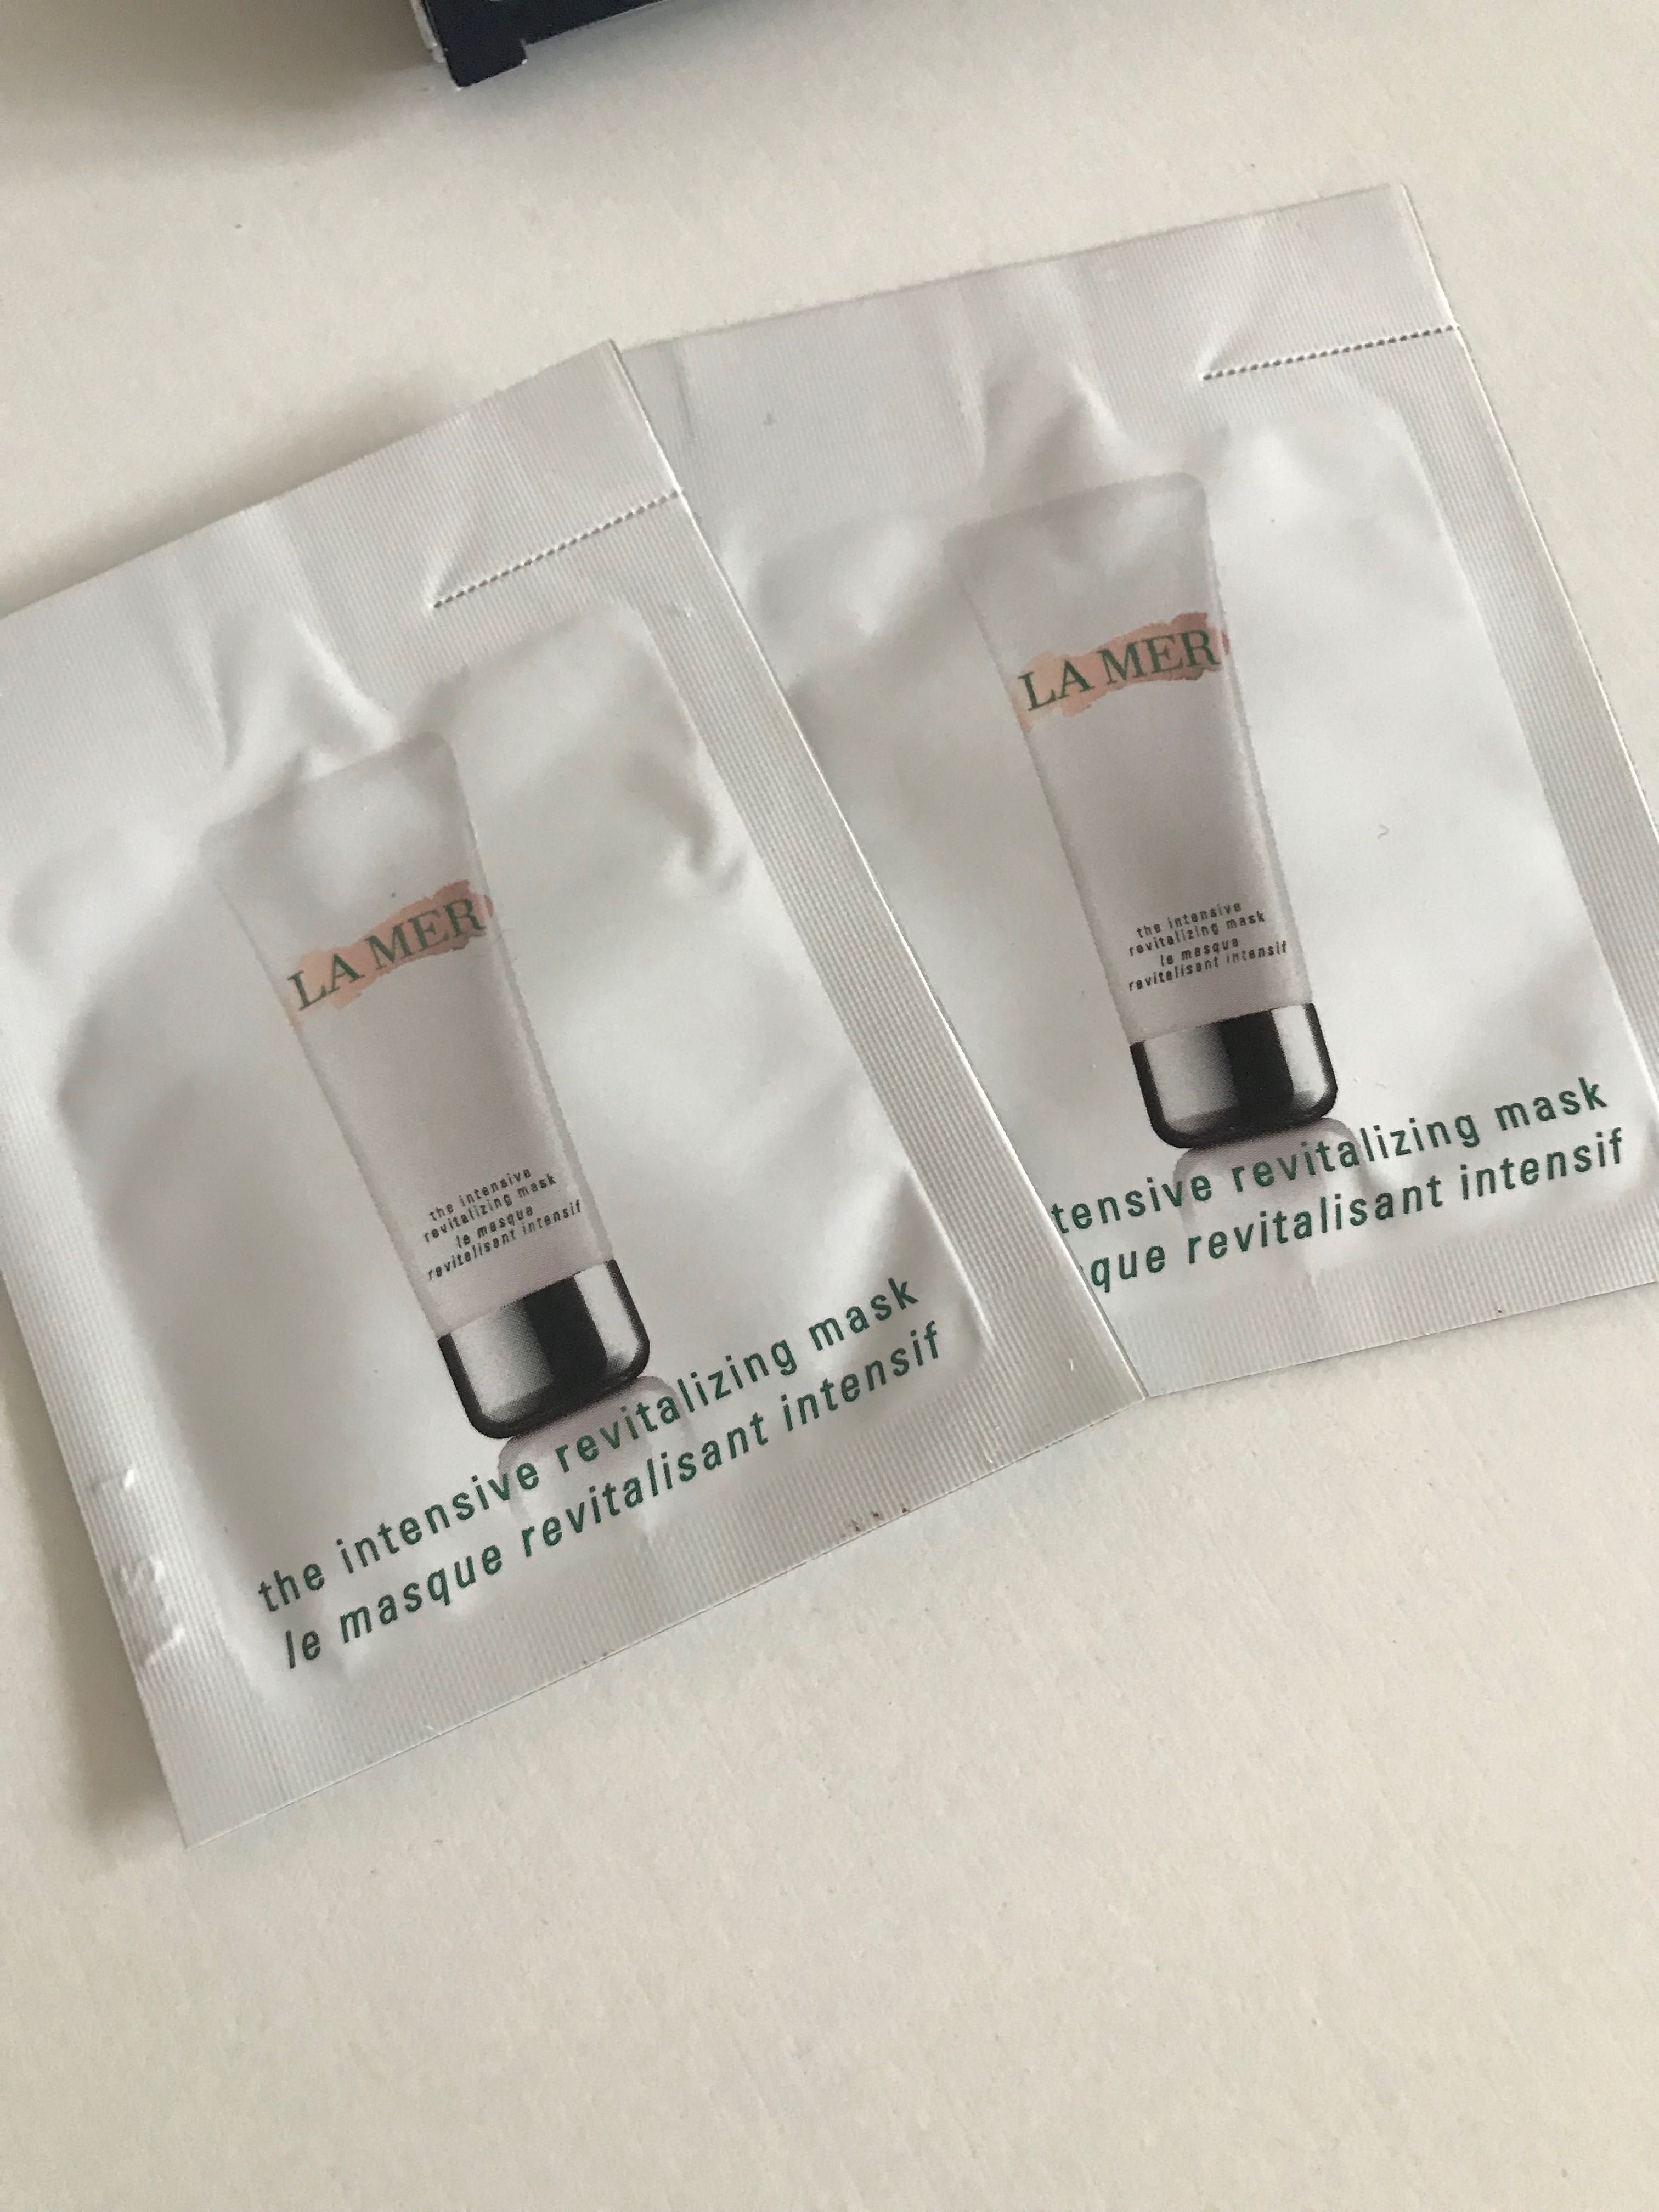 LA MER
the intensive
revitalizing mask
le masque
revitalisant intensif
the intensive revitalizing mask
le masque revitalisant intensif
LA MER
the intensive
revitalizing mask
le masque
revitalisant intensif
tensive revitalizing mask
que revitalisant intensif